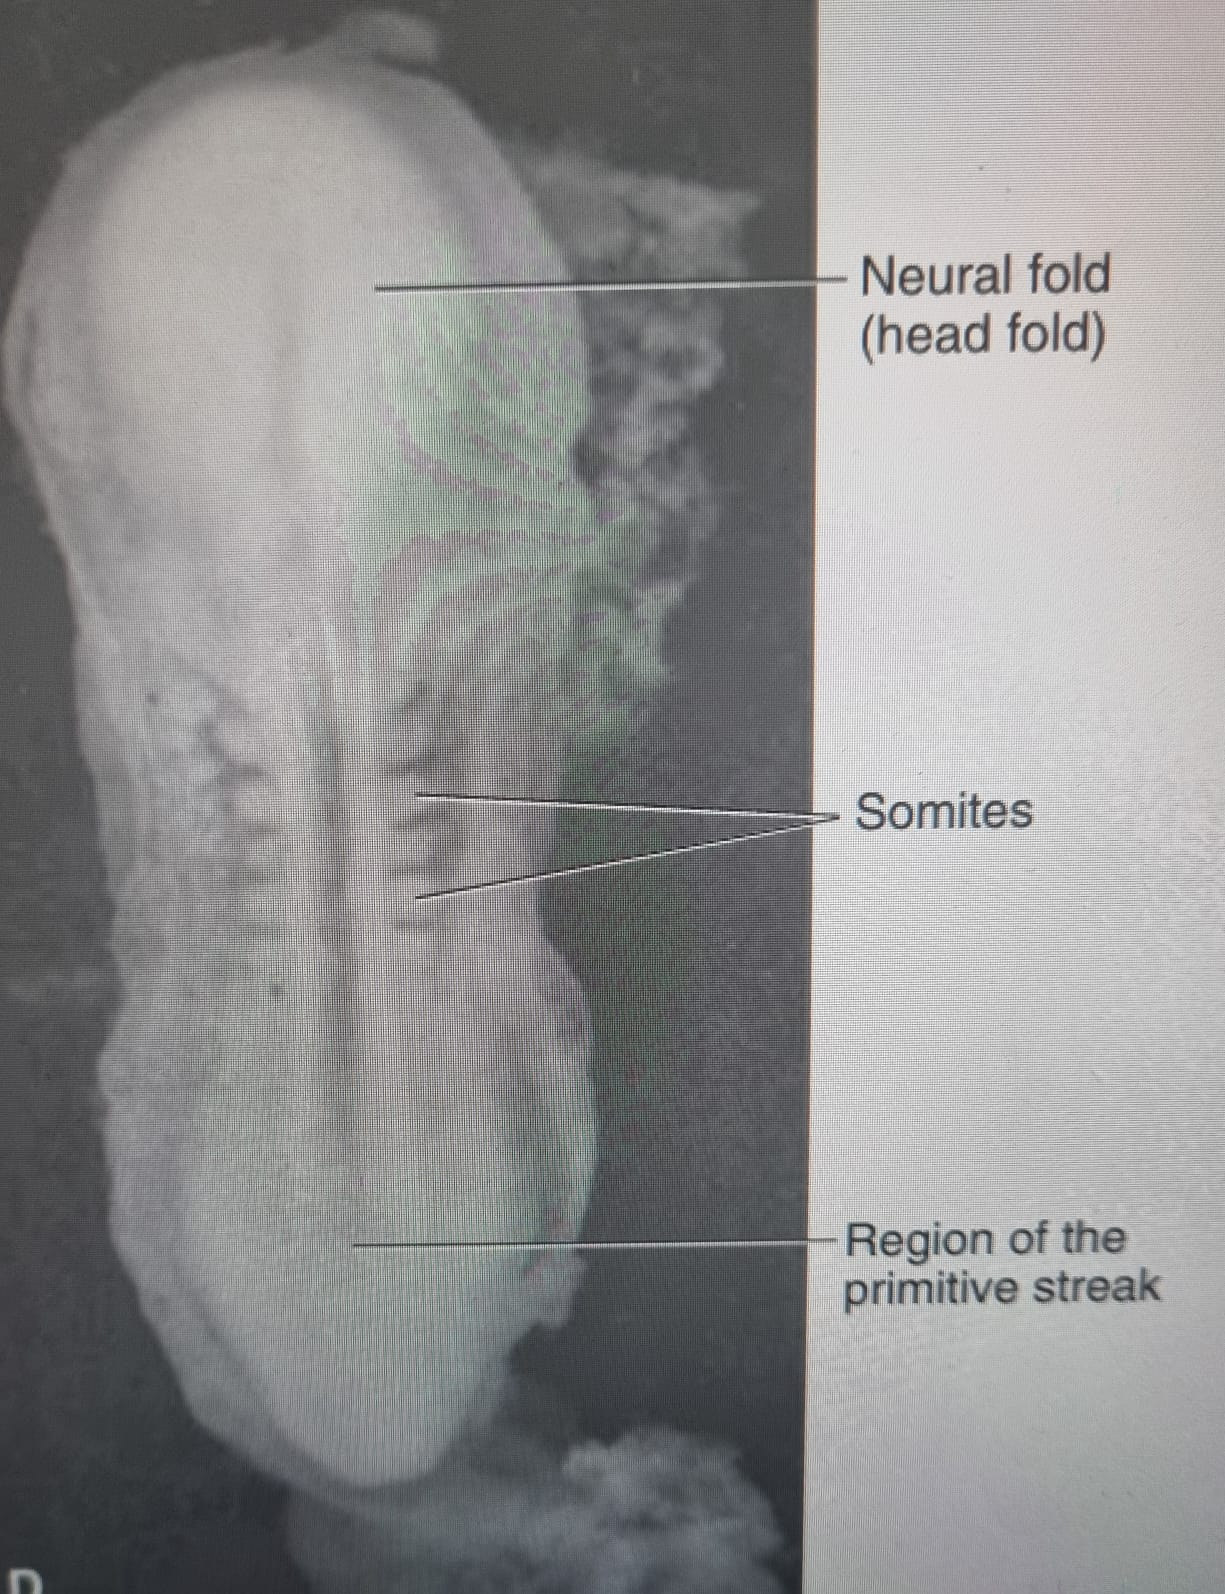 Neural fold
(head fold)
Somites
Region of the
primitive streak
D